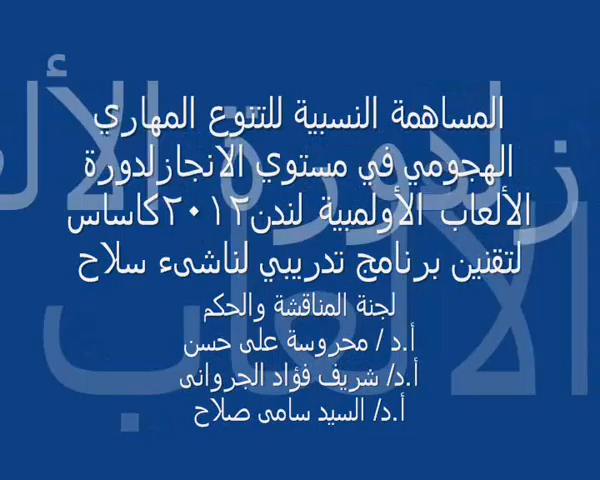 المساهمة النسبية للتنوع المهاري
الهجومي في مستوي الانجازلدورة
الألعاب الأولمبية لندن٢٠١٢كاساس
لتقنين برنامج تدريبي لناشىء سلاح
لجنة المناقشة والحكم
أ.د / محروسة على حسن
أ.د/ شريف فؤاد الجروانى
أ.د/ السيد سامى صلاح